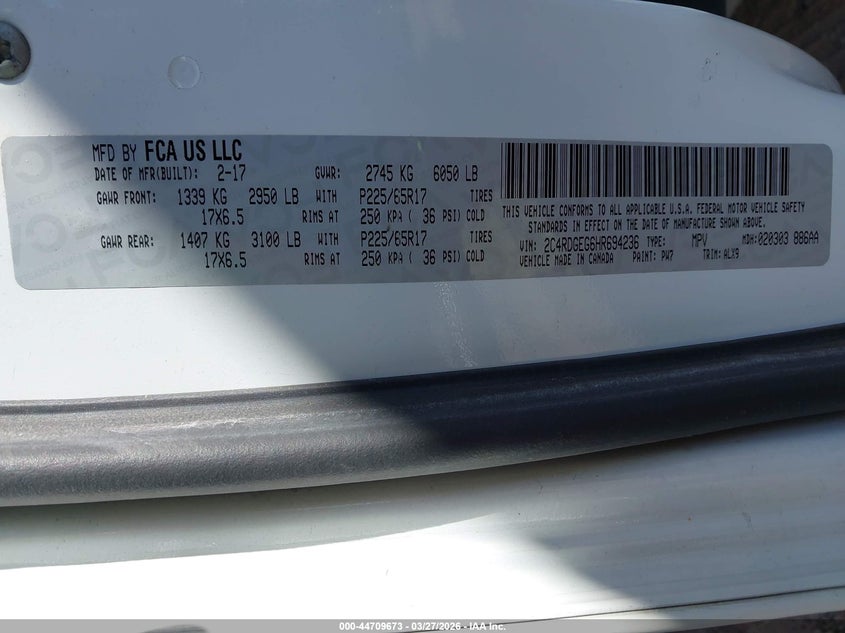 MFD BY FCA US LLC
DATE OF MFR(BUILT): 2-17 GVWR: 2745 KG 6050 LB
GAWR FRONT: 1339 KG 2950 LB WITH P225/65R17 TIRES
17X6.5 RIMS AT 250 KPA ( 36 PSI) COLD
GAWR REAR: 1407 KG 3100 LB WITH P225/65R17 TIRES
17X6.5 RIMS AT 250 KPA ( 36 PSI) COLD
THIS VEHICLE CONFORMS TO ALL APPLICABLE U.S.A. FEDERAL MOTOR VEHICLE SAFETY
STANDARDS IN EFFECT ON THE DATE OF MANUFACTURE SHOWN ABOVE.
VIN: 2C4RDGEG6HR694236 TYPE: MPV MDH: 020303 886AA
VEHICLE MADE IN CANADA PAINT: PW7 TRIM: ALX9
000-44709673 — 03/27/2026 — IAA Inc.